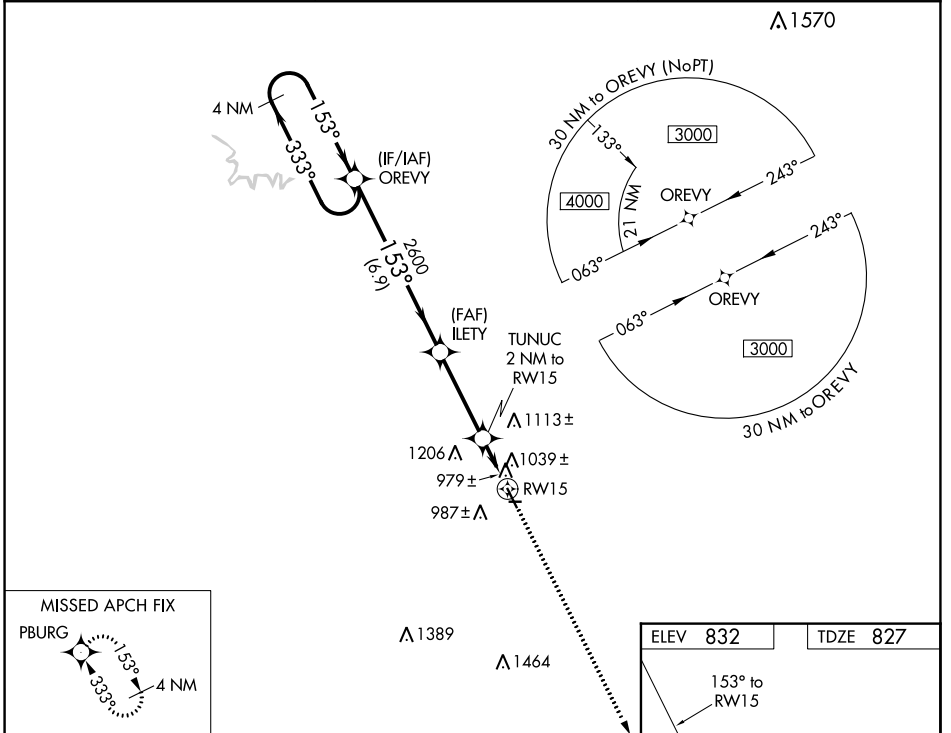 1570
30 NM to OREVY (NoPT)
4 NM
153°
333°
(IF/IAF)
OREVY
133°
3000
4000
21 NM
OREVY
243°
063°
2600
153°
(6.9)
243°
OREVY
063°
3000
30 NM to OREVY
(FAF)
ILETY
TUNUC
2 NM to
RW15
1113±
1206
1039±
979±
RW15
987±
MISSED APCH FIX
PBURG
153°
333°
4 NM
1389
1464
ELEV 832
TDZE 827
153° to
RW15